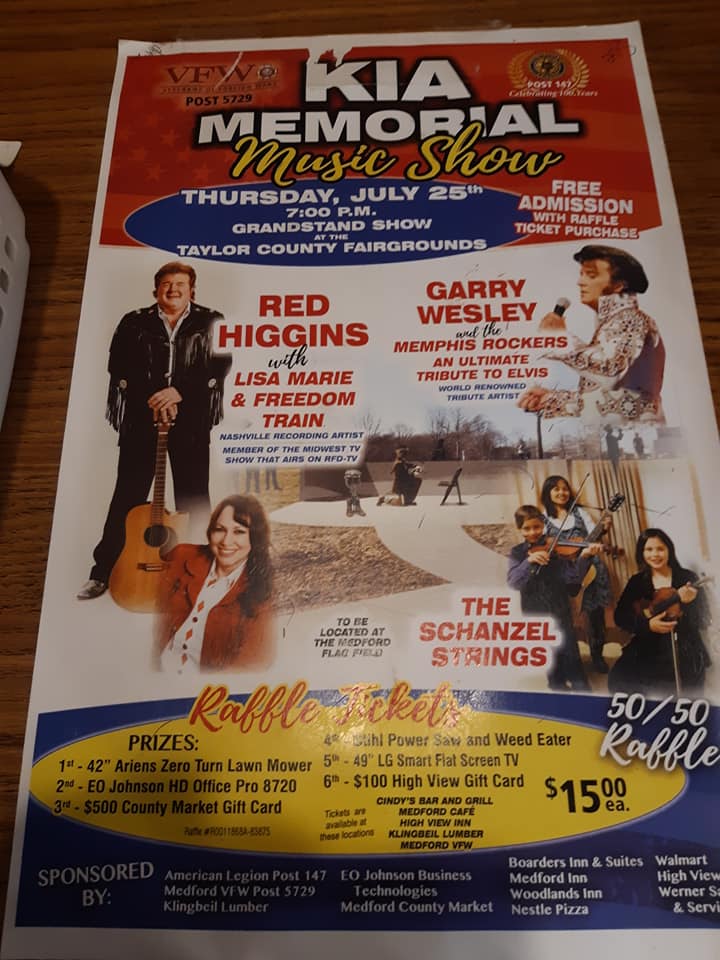 VFW
VETERANS OF FOREIGN WARS
POST 5729
KIA
MEMORIAL
Music Show
POST 147
Celebrating 100 Years
THURSDAY, JULY 25th
7:00 P.M.
GRANDSTAND SHOW
AT THE
TAYLOR COUNTY FAIRGROUNDS
FREE
ADMISSION
WITH RAFFLE
TICKET PURCHASE
RED
HIGGINS
with
LISA MARIE
& FREEDOM
TRAIN
NASHVILLE RECORDING ARTIST
MEMBER OF THE MIDWEST TV
SHOW THAT AIRS ON RFD-TV
GARRY
WESLEY
and the
MEMPHIS ROCKERS
AN ULTIMATE
TRIBUTE TO ELVIS
WORLD RENOWNED
TRIBUTE ARTIST
TO BE
LOCATED AT
THE MEDFORD
FLAG FIELD
THE
SCHANZEL
STRINGS
Raffle Tickets
PRIZES:
1st - 42" Ariens Zero Turn Lawn Mower
2nd - EO Johnson HD Office Pro 8720
3rd - $500 County Market Gift Card
Raffle #R0011868A-83875
4th - Stihl Power Saw and Weed Eater
5th - 49" LG Smart Flat Screen TV
6th - $100 High View Gift Card
Tickets are
available at
these locations
CINDY'S BAR AND GRILL
MEDFORD CAFÉ
HIGH VIEW INN
KLINGBEIL LUMBER
MEDFORD VFW
50/50
Raffle
$15.00
ea.
SPONSORED
BY:
American Legion Post 147
Medford VFW Post 5729
Klingbeil Lumber
EO Johnson Business
Technologies
Medford County Market
Boarders Inn & Suites
Medford Inn
Woodlands Inn
Nestle Pizza
Walmart
High View
Werner Sa
& Servi